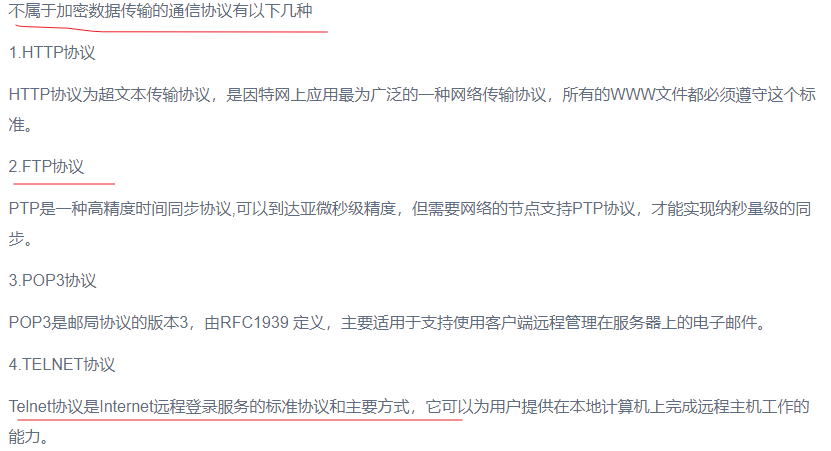 不属于加密数据传输的通信协议有以下几种
1.HTTP协议
HTTP协议为超文本传输协议，是因特网上应用最为广泛的一种网络传输协议，所有的WWW文件都必须遵守这个标
准。
2.FTP协议
PTP是一种高精度时间同步协议,可以到达亚微秒级精度，但需要网络的节点支持PTP协议，才能实现纳秒量级的同
步。
3.POP3协议
POP3是邮局协议的版本3，由RFC1939 定义，主要适用于支持使用客户端远程管理在服务器上的电子邮件。
4.TELNET协议
Telnet协议是Internet远程登录服务的标准协议和主要方式，它可以为用户提供在本地计算机上完成远程主机工作的
能力。